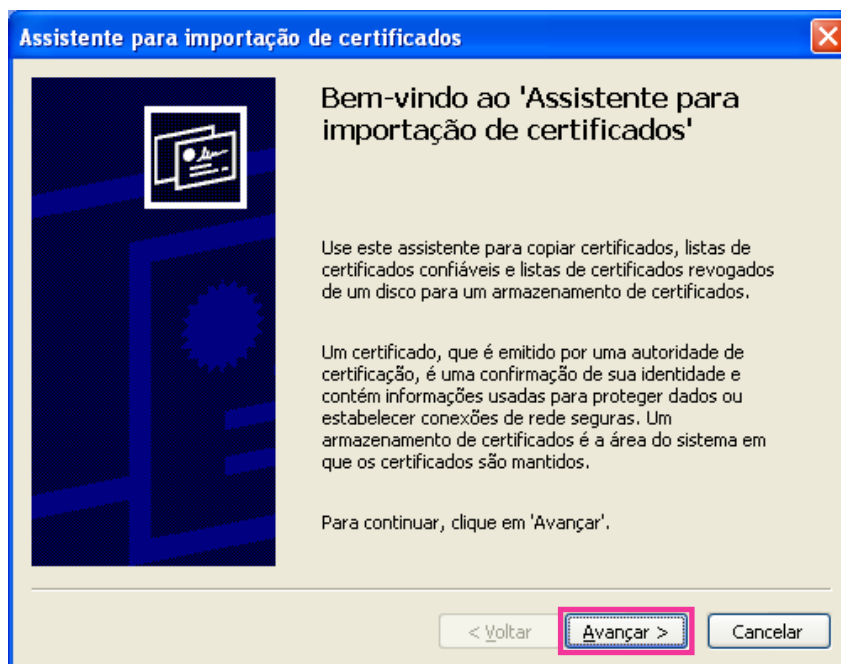 Assistente para importação de certificados
Bem-vindo ao 'Assistente para
importação de certificados'
Use este assistente para copiar certificados, listas de
certificados confiáveis e listas de certificados revogados
de um disco para um armazenamento de certificados.
Um certificado, que é emitido por uma autoridade de
certificação, é uma confirmação de sua identidade e
contém informações usadas para proteger dados ou
estabelecer conexões de rede seguras. Um
armazenamento de certificados é a área do sistema em
que os certificados são mantidos.
Para continuar, clique em 'Avançar'.
< Voltar Avançar > Cancelar